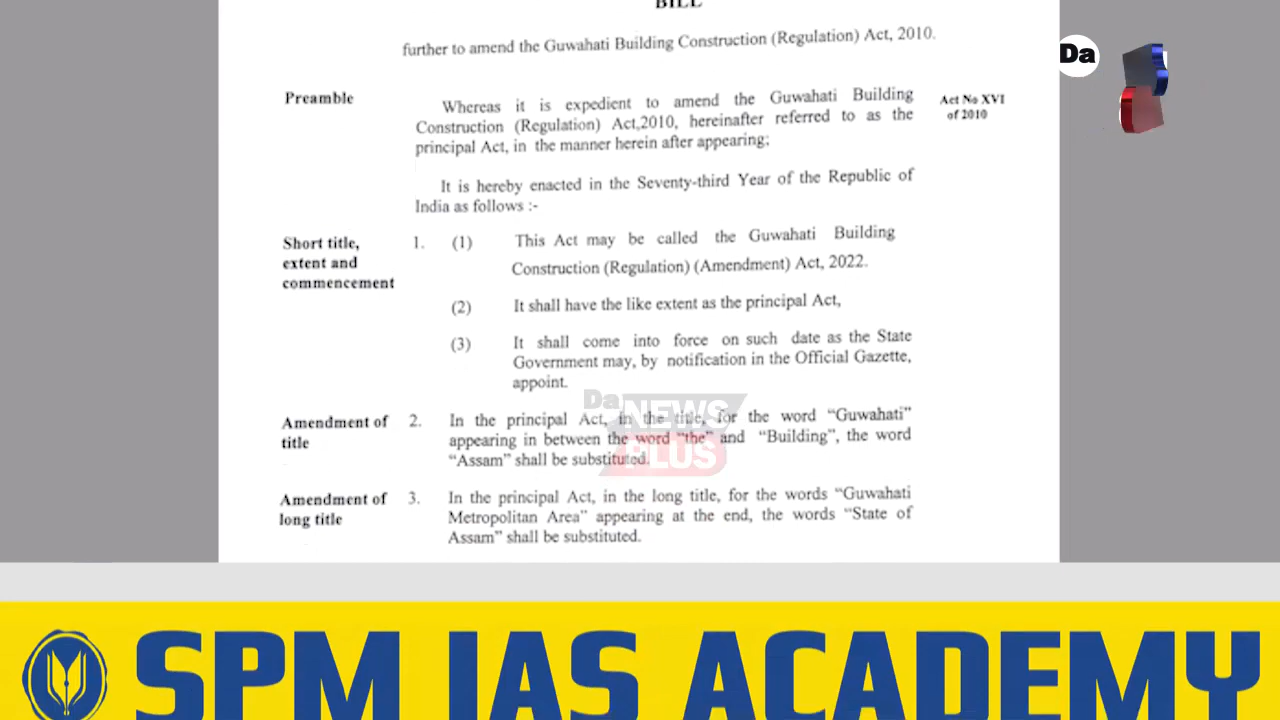 BILL
further to amend the Guwahati Building Construction (Regulation) Act, 2010.
Preamble
Whereas it is expedient to amend the Guwahati Building
Construction (Regulation) Act,2010, hereinafter referred to as the
principal Act, in the manner herein after appearing;
Act No XVI
of 2010
It is hereby enacted in the Seventy-third Year of the Republic of
India as follows :-
Short title,
extent and
commencement
1. (1) This Act may be called the Guwahati Building
Construction (Regulation) (Amendment) Act, 2022.
(2) It shall have the like extent as the principal Act,
(3) It shall come into force on such date as the State
Government may, by notification in the Official Gazette,
appoint.
Amendment of
title
2. In the principal Act, in the title, for the word “Guwahati”
appearing in between the word “the” and “Building”, the word
“Assam” shall be substituted.
Amendment of
long title
3. In the principal Act, in the long title, for the words “Guwahati
Metropolitan Area” appearing at the end, the words “State of
Assam” shall be substituted.
Da
Da
NEWS
PLUS
SPM IAS ACADEMY